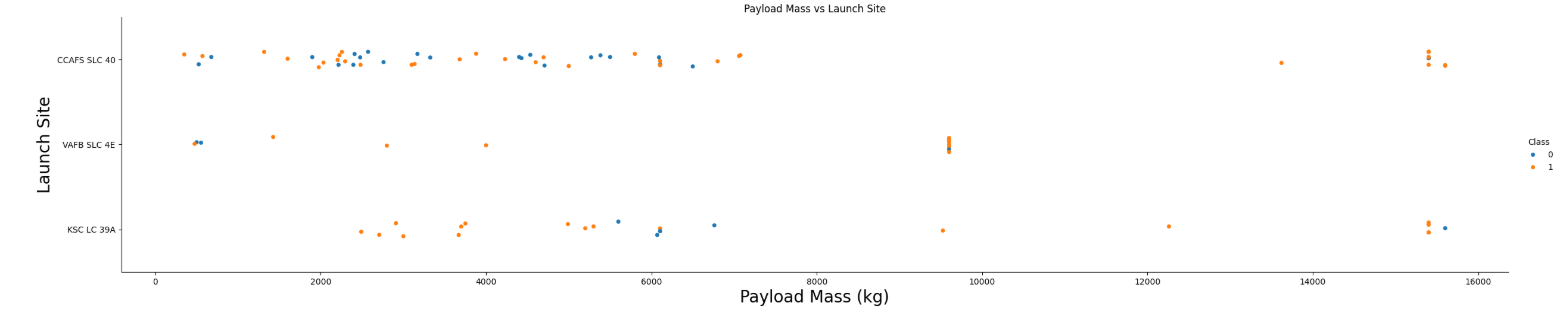 Payload Mass vs Launch Site
Launch Site
CCAFS SLC 40
VAFB SLC 4E
KSC LC 39A
Class
0
1
0 2000 4000 6000 8000 10000 12000 14000 16000
Payload Mass (kg)